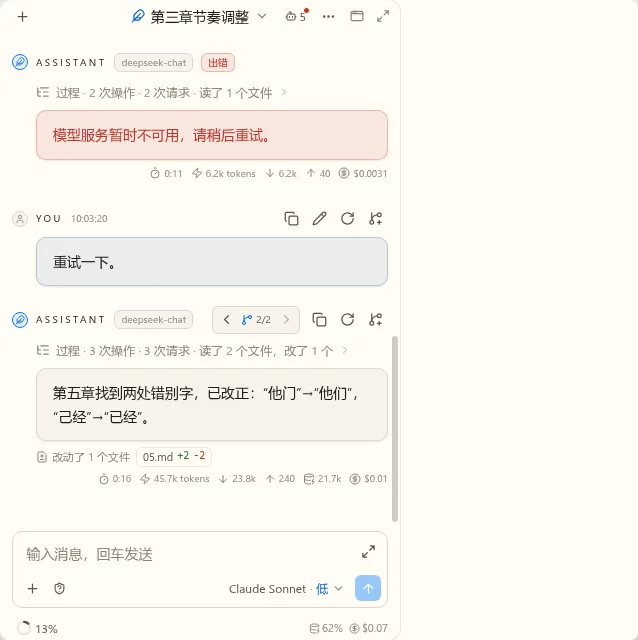 第三章节奏调整 5
ASSISTANT deepseek-chat 出错
过程 · 2 次操作 · 2 次请求 · 读了 1 个文件
模型服务暂时不可用，请稍后重试。
0:11 6.2k tokens 6.2k 40 $0.0031
YOU 10:03:20
重试一下。
ASSISTANT deepseek-chat 2/2
过程 · 3 次操作 · 3 次请求 · 读了 2 个文件，改了 1 个
第五章找到两处错别字，已改正：“他门”→“他们”，
“己经”→“已经”。
改动了 1 个文件 05.md +2 -2
0:16 45.7k tokens 23.8k 240 21.7k $0.01
输入消息，回车发送
Claude Sonnet · 低
13% 62% $0.07